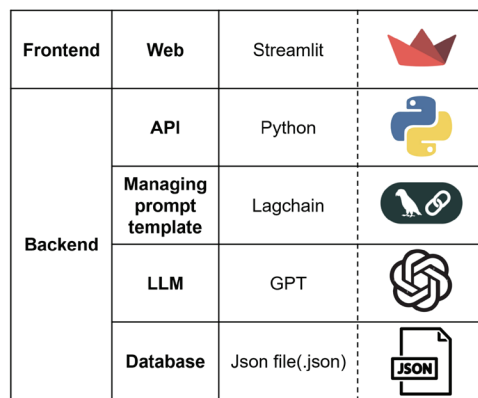 Frontend
Web
Streamlit
Backend
API
Python
Managing
prompt
template
Lagchain
LLM
GPT
Database
Json file(.json)
JSON